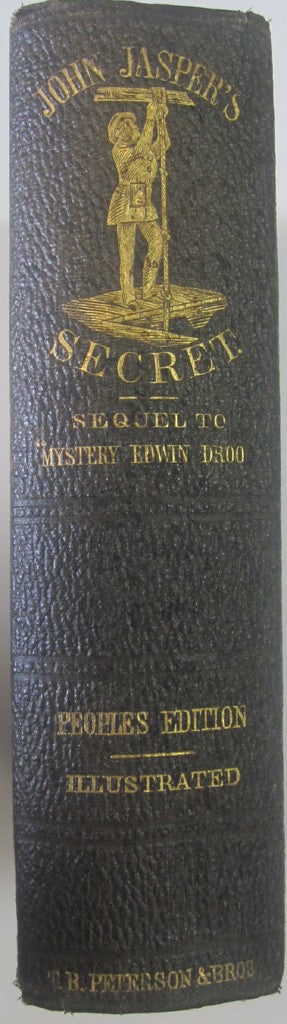 JOHN JASPER'S
SECRET.
SEQUEL TO
"MYSTERY EDWIN DROO
PEOPLES EDITION
ILLUSTRATED
T. B. PETERSON & BROS